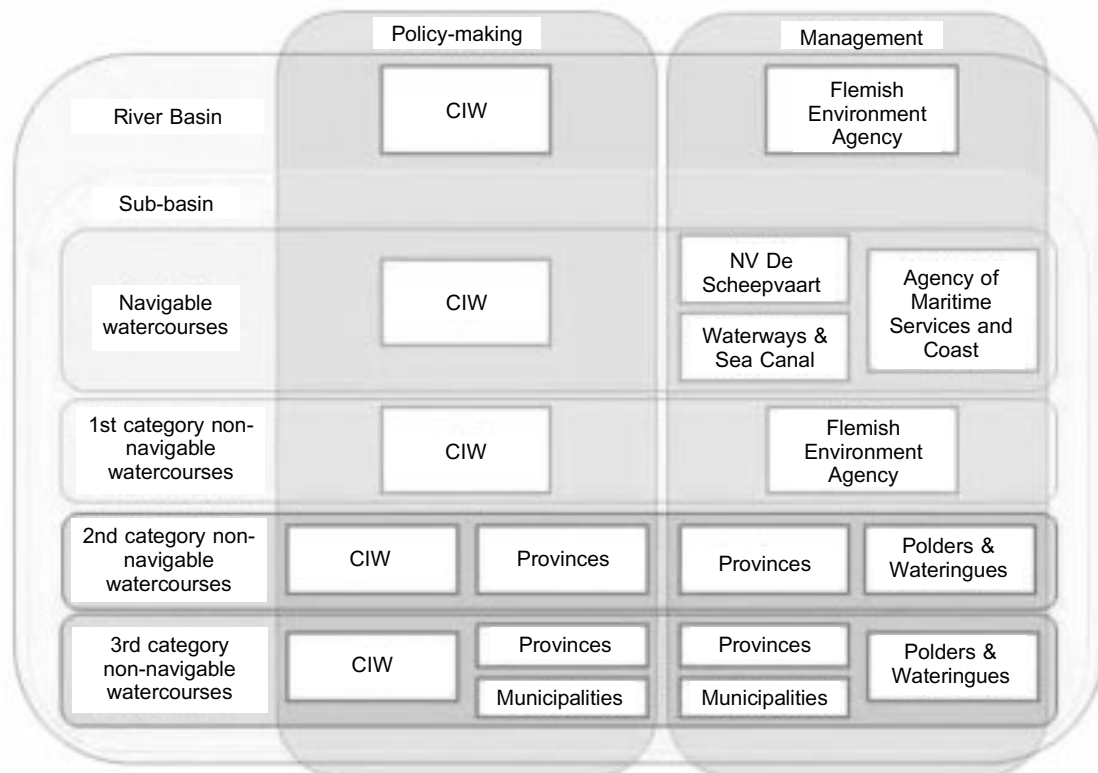 Policy-making
Management
River Basin
CIW
Flemish
Environment
Agency
Sub-basin
Navigable
watercourses
CIW
NV De
Scheepvaart
Waterways &
Sea Canal
Agency of
Maritime
Services and
Coast
1st category non-
navigable
watercourses
CIW
Flemish
Environment
Agency
2nd category non-
navigable
watercourses
CIW
Provinces
Provinces
Polders &
Wateringues
3rd category
non-navigable
watercourses
CIW
Provinces
Municipalities
Provinces
Municipalities
Polders &
Wateringues